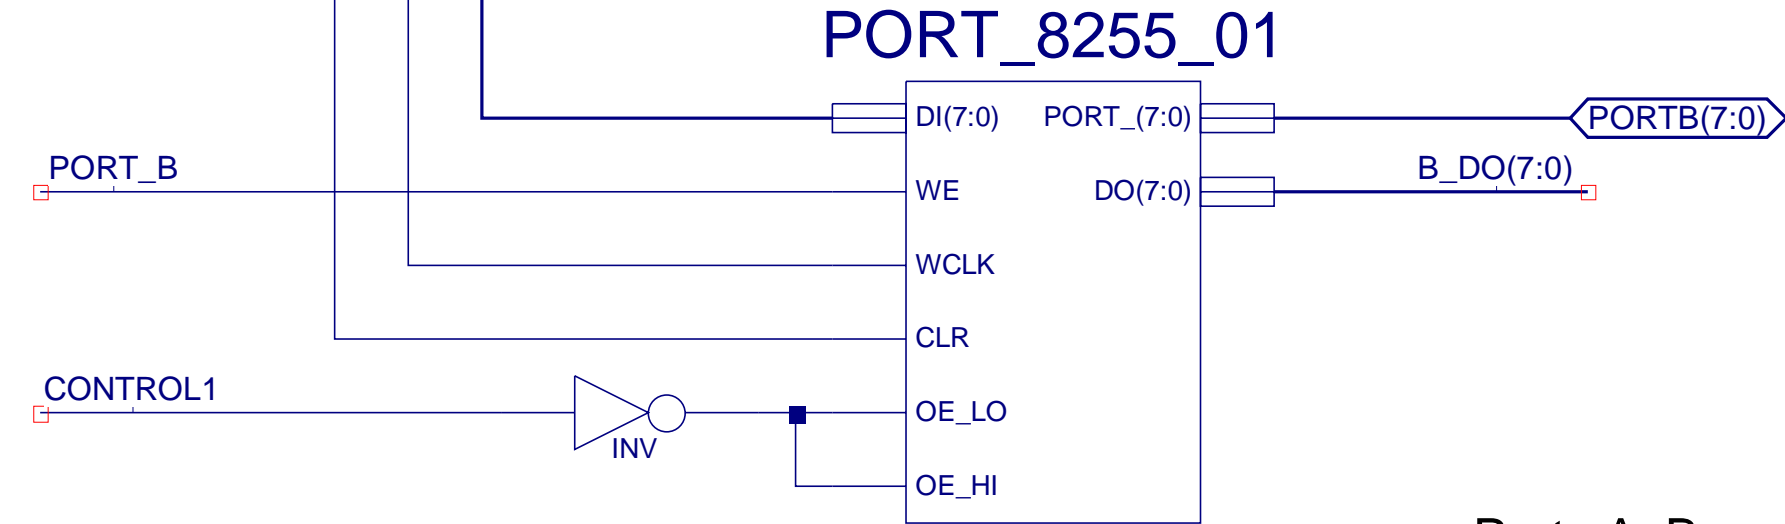 PORT_8255_01
DI(7:0) PORT_(7:0) PORTB(7:0)
PORT_B B_DO(7:0)
WE DO(7:0)
WCLK
CLR
CONTROL1
OE_LO
INV
OE_HI